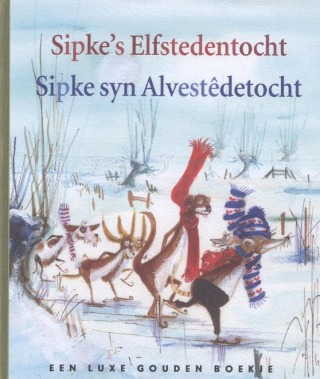 Sipke's Elfstedentocht
Sipke syn Alvestêdetocht
EEN LUXE GOUDEN BOEKJE